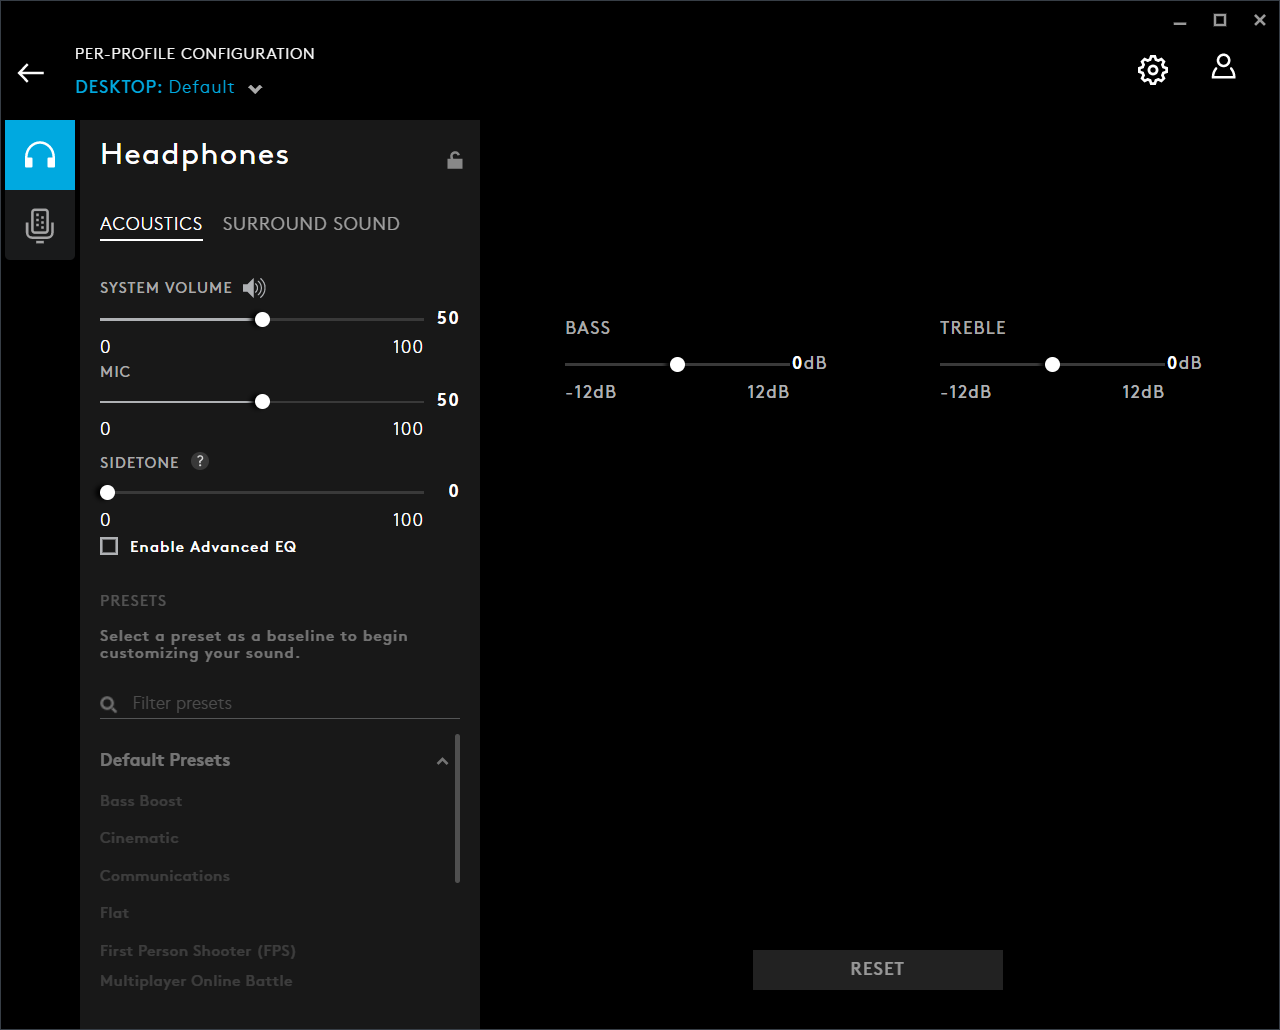 PER-PROFILE CONFIGURATION
DESKTOP: Default
Headphones
ACOUSTICS SURROUND SOUND
SYSTEM VOLUME
50
0 100
MIC
50
0 100
SIDETONE ?
0
0 100
Enable Advanced EQ
PRESETS
Select a preset as a baseline to begin
customizing your sound.
Filter presets
Default Presets
Bass Boost
Cinematic
Communications
Flat
First Person Shooter (FPS)
Multiplayer Online Battle
BASS
0dB
-12dB 12dB
TREBLE
0dB
-12dB 12dB
RESET